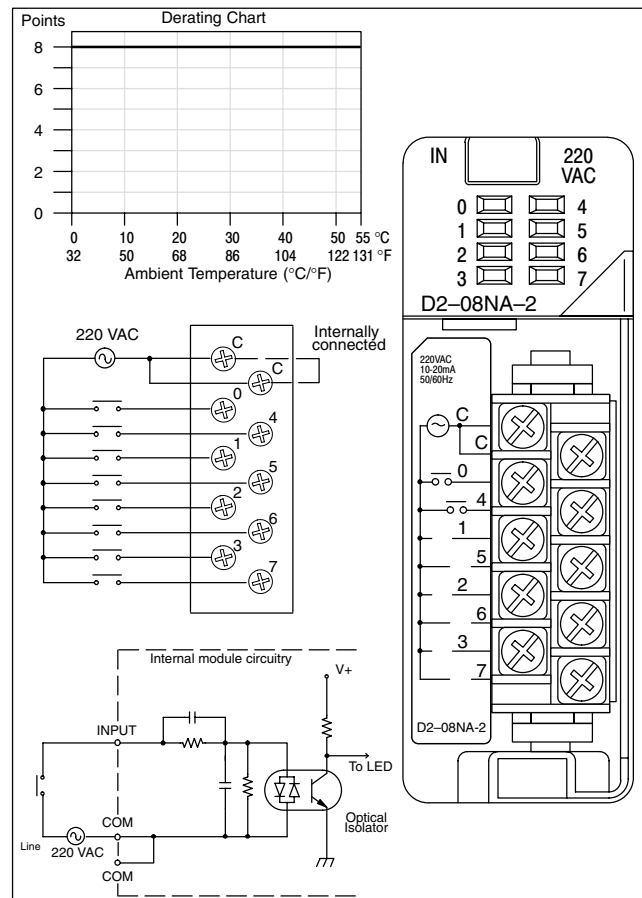 Points
Derating Chart
8
6
4
2
0
0 10 20 30 40 50 55 °C
32 50 68 86 104 122 131 °F
Ambient Temperature (°C/°F)
220 VAC
Internally
connected
C
C
0
4
1
5
2
6
3
7
Internal module circuitry
V+
INPUT
To LED
COM
Optical
Isolator
Line
220 VAC
COM
IN
220
VAC
0 4
1 5
2 6
3 7
D2–08NA–2
220VAC
10-20mA
50/60Hz
C
C
0
4
1
5
2
6
3
7
D2–08NA-2